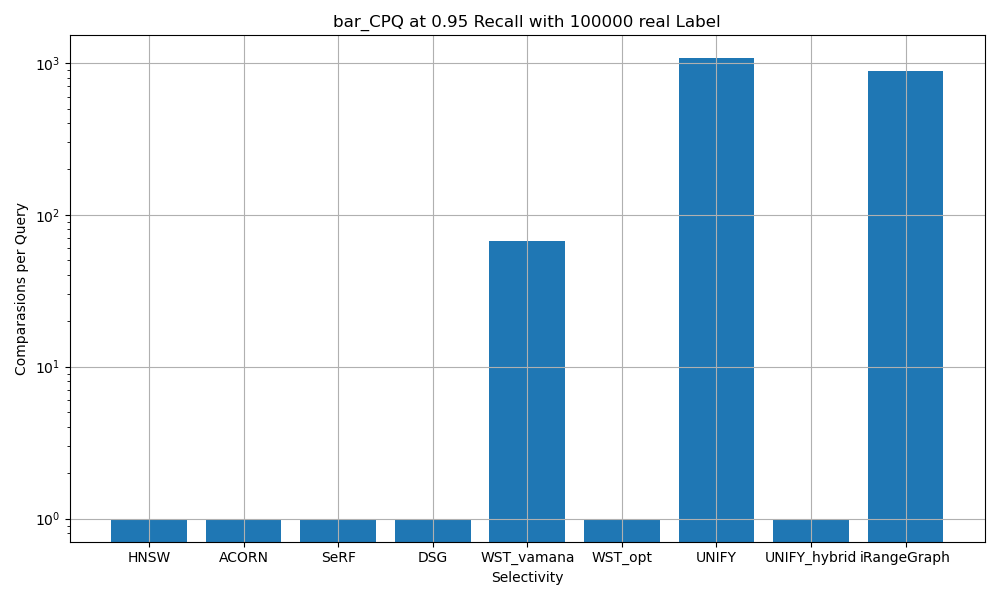 bar_CPQ at 0.95 Recall with 100000 real Label
Comparasions per Query
10³
10²
10¹
10⁰
HNSW
ACORN
SeRF
DSG
WST_vamana
WST_opt
UNIFY
UNIFY_hybrid
iRangeGraph
Selectivity